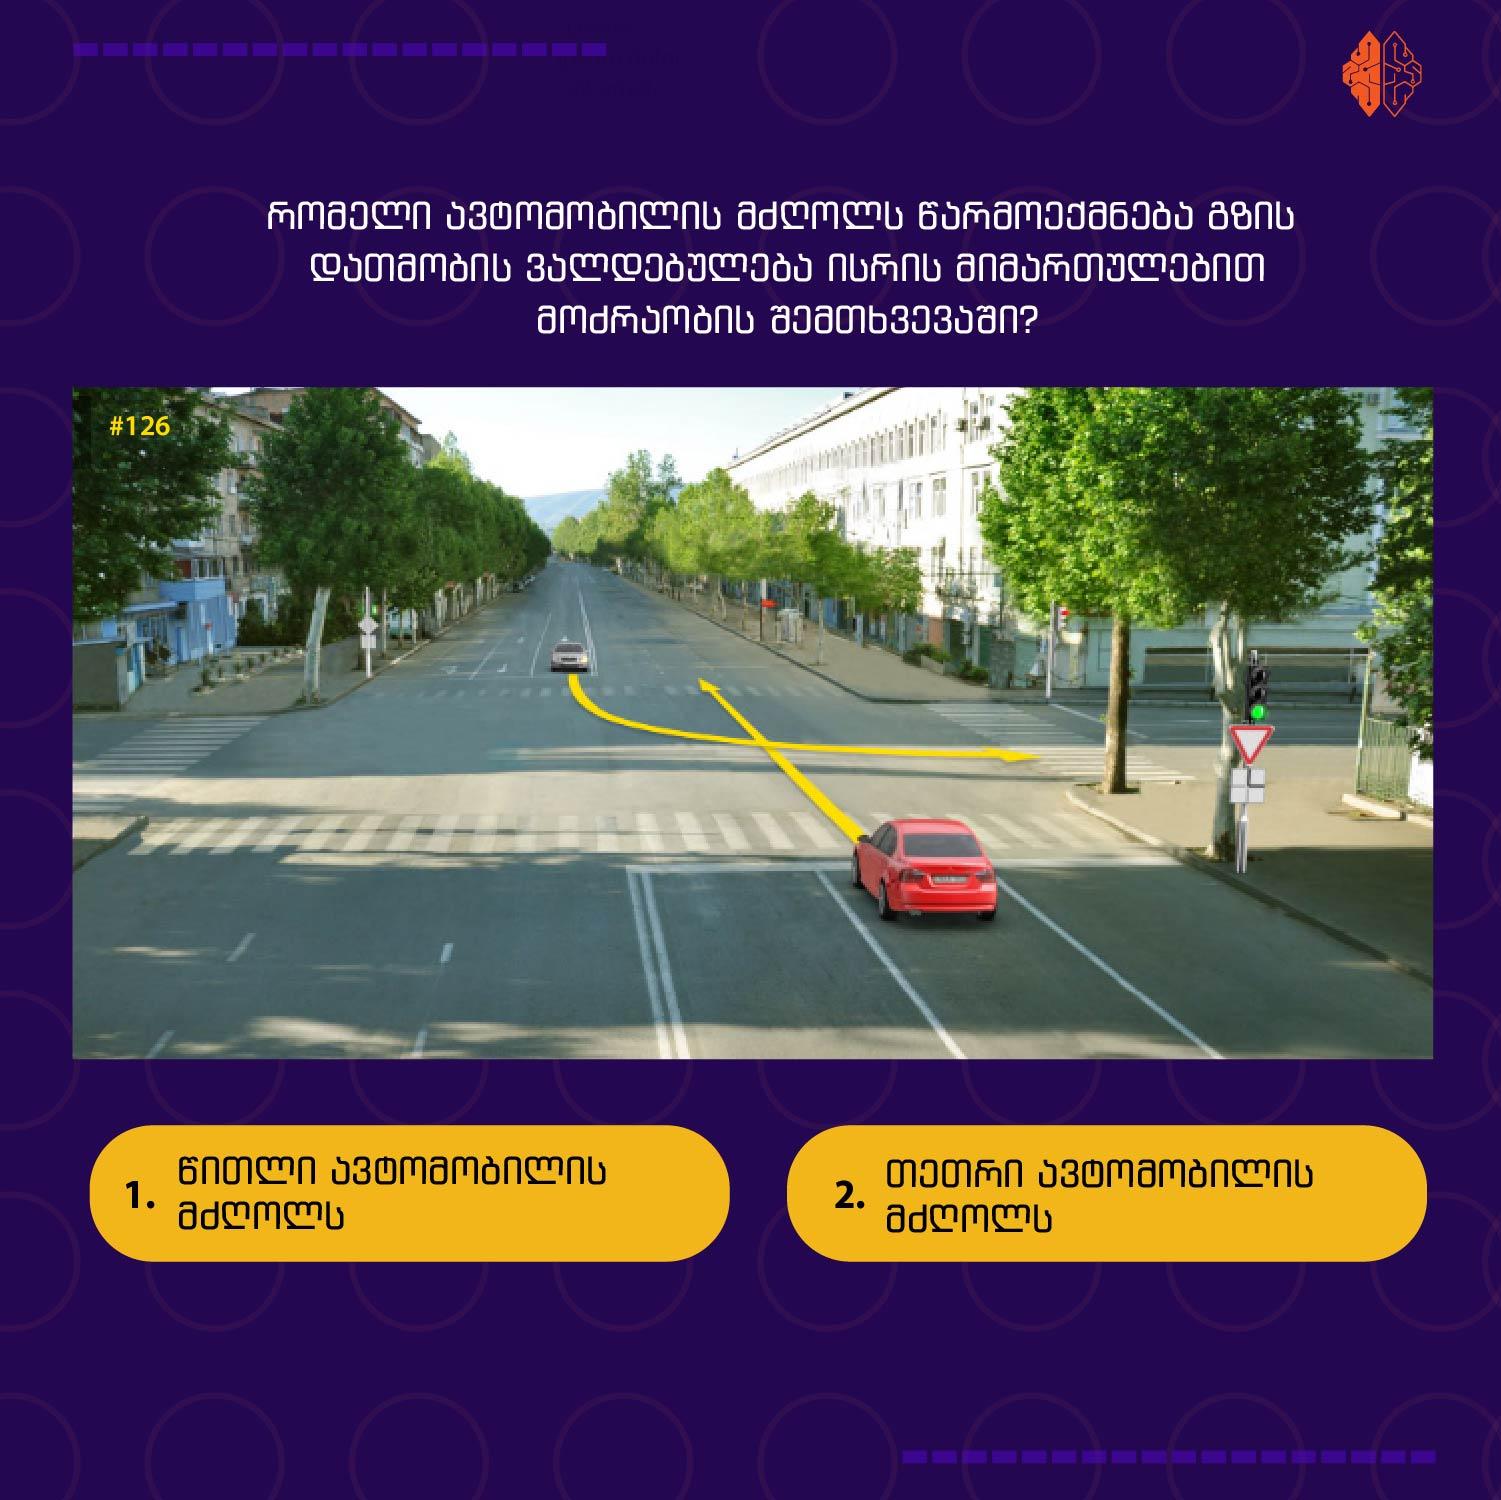 რომელი ავტომობილის მძღოლს წარმოექმნება გზის
დათმობის ვალდებულება ისრის მიმართულებით
მოძრაობის შემთხვევაში?
#126
1. წითლი ავტომობილის
მძღოლს
2. თეთრი ავტომობილის
მძღოლს